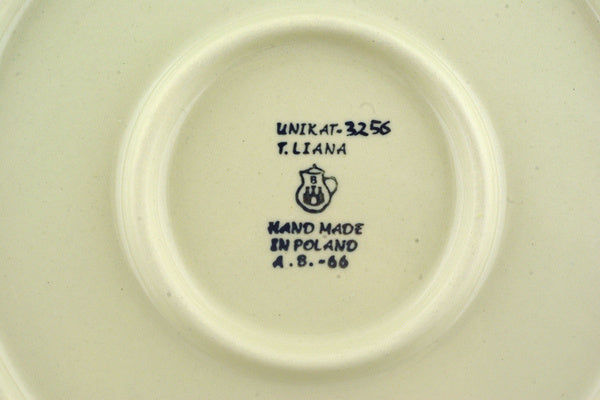 UNIKAT-3256
T. LIANA
B
HAND MADE
IN POLAND
A.B.-66